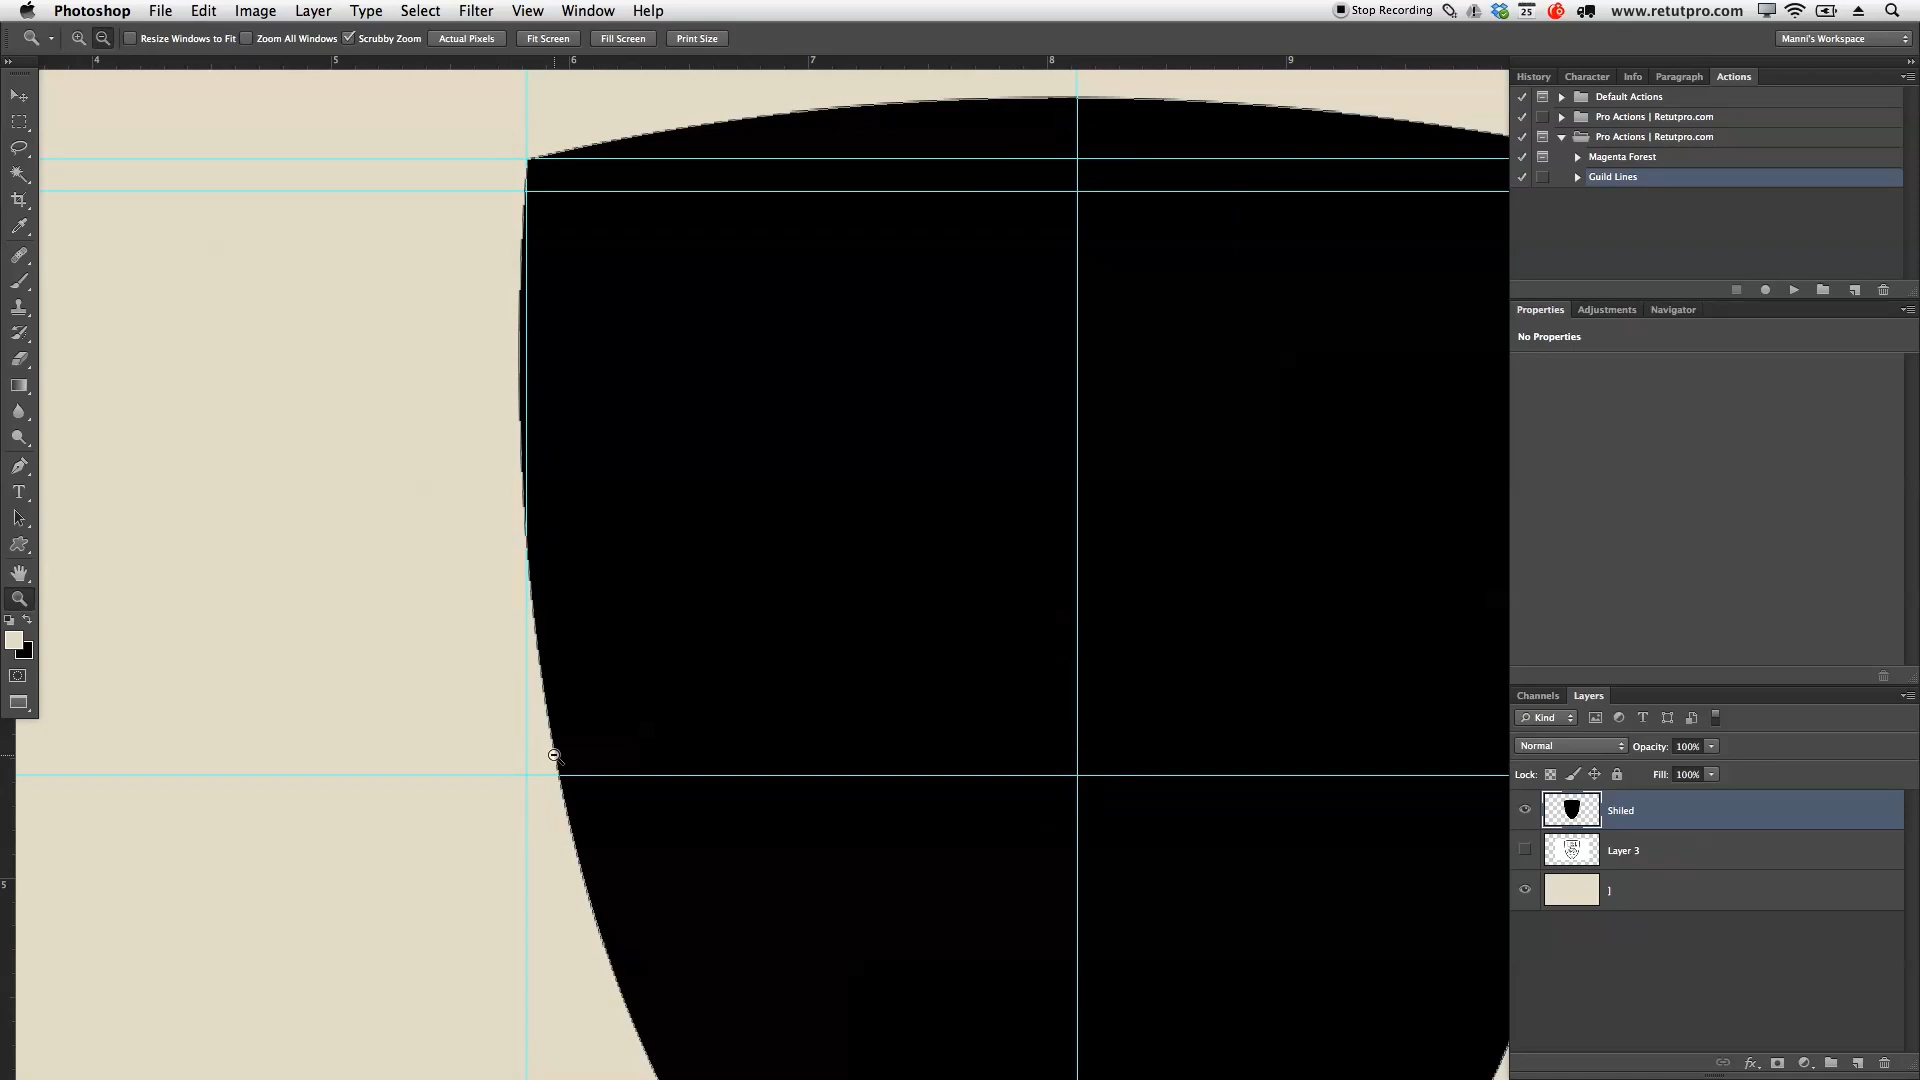 Photoshop File Edit Image Layer Type Select Filter View Window Help Stop Recording 25 www.retutpro.com
Resize Windows to Fit Zoom All Windows Scrubby Zoom Actual Pixels Fit Screen Fill Screen Print Size Manni's Workspace
4 5 6 7 8 9
History Character Info Paragraph Actions
Default Actions
Pro Actions | Retutpro.com
Pro Actions | Retutpro.com
Magenta Forest
Guild Lines
Properties Adjustments Navigator
No Properties
T
Channels Layers
Kind T
Normal Opacity: 100%
Lock: Fill: 100%
Shiled
Layer 3
]
5
fx